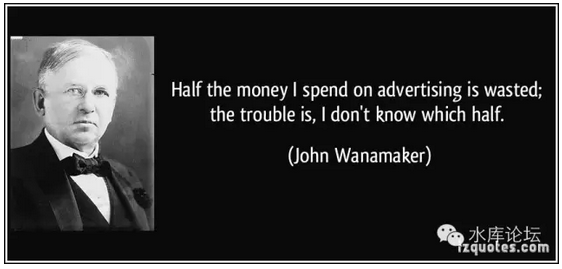 Half the money I spend on advertising is wasted;
the trouble is, I don't know which half.
(John Wanamaker)
水库论坛
izquotes.com